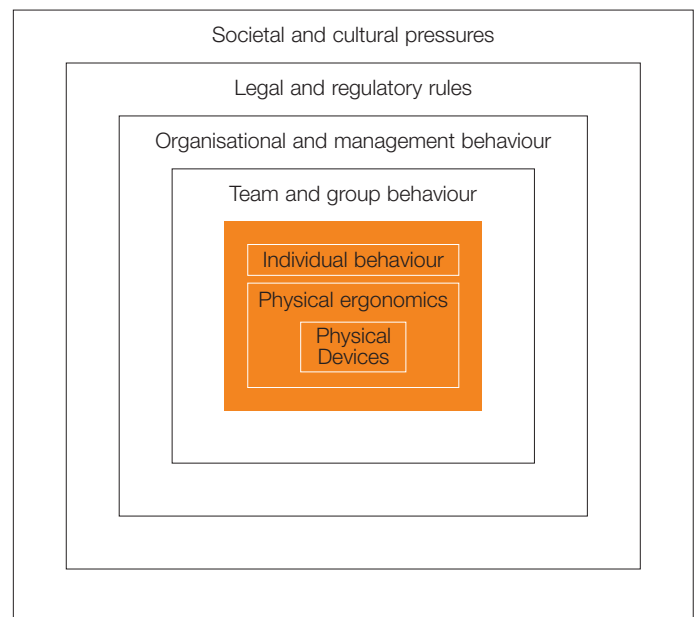 Societal and cultural pressures
Legal and regulatory rules
Organisational and management behaviour
Team and group behaviour
Individual behaviour
Physical ergonomics
Physical
Devices